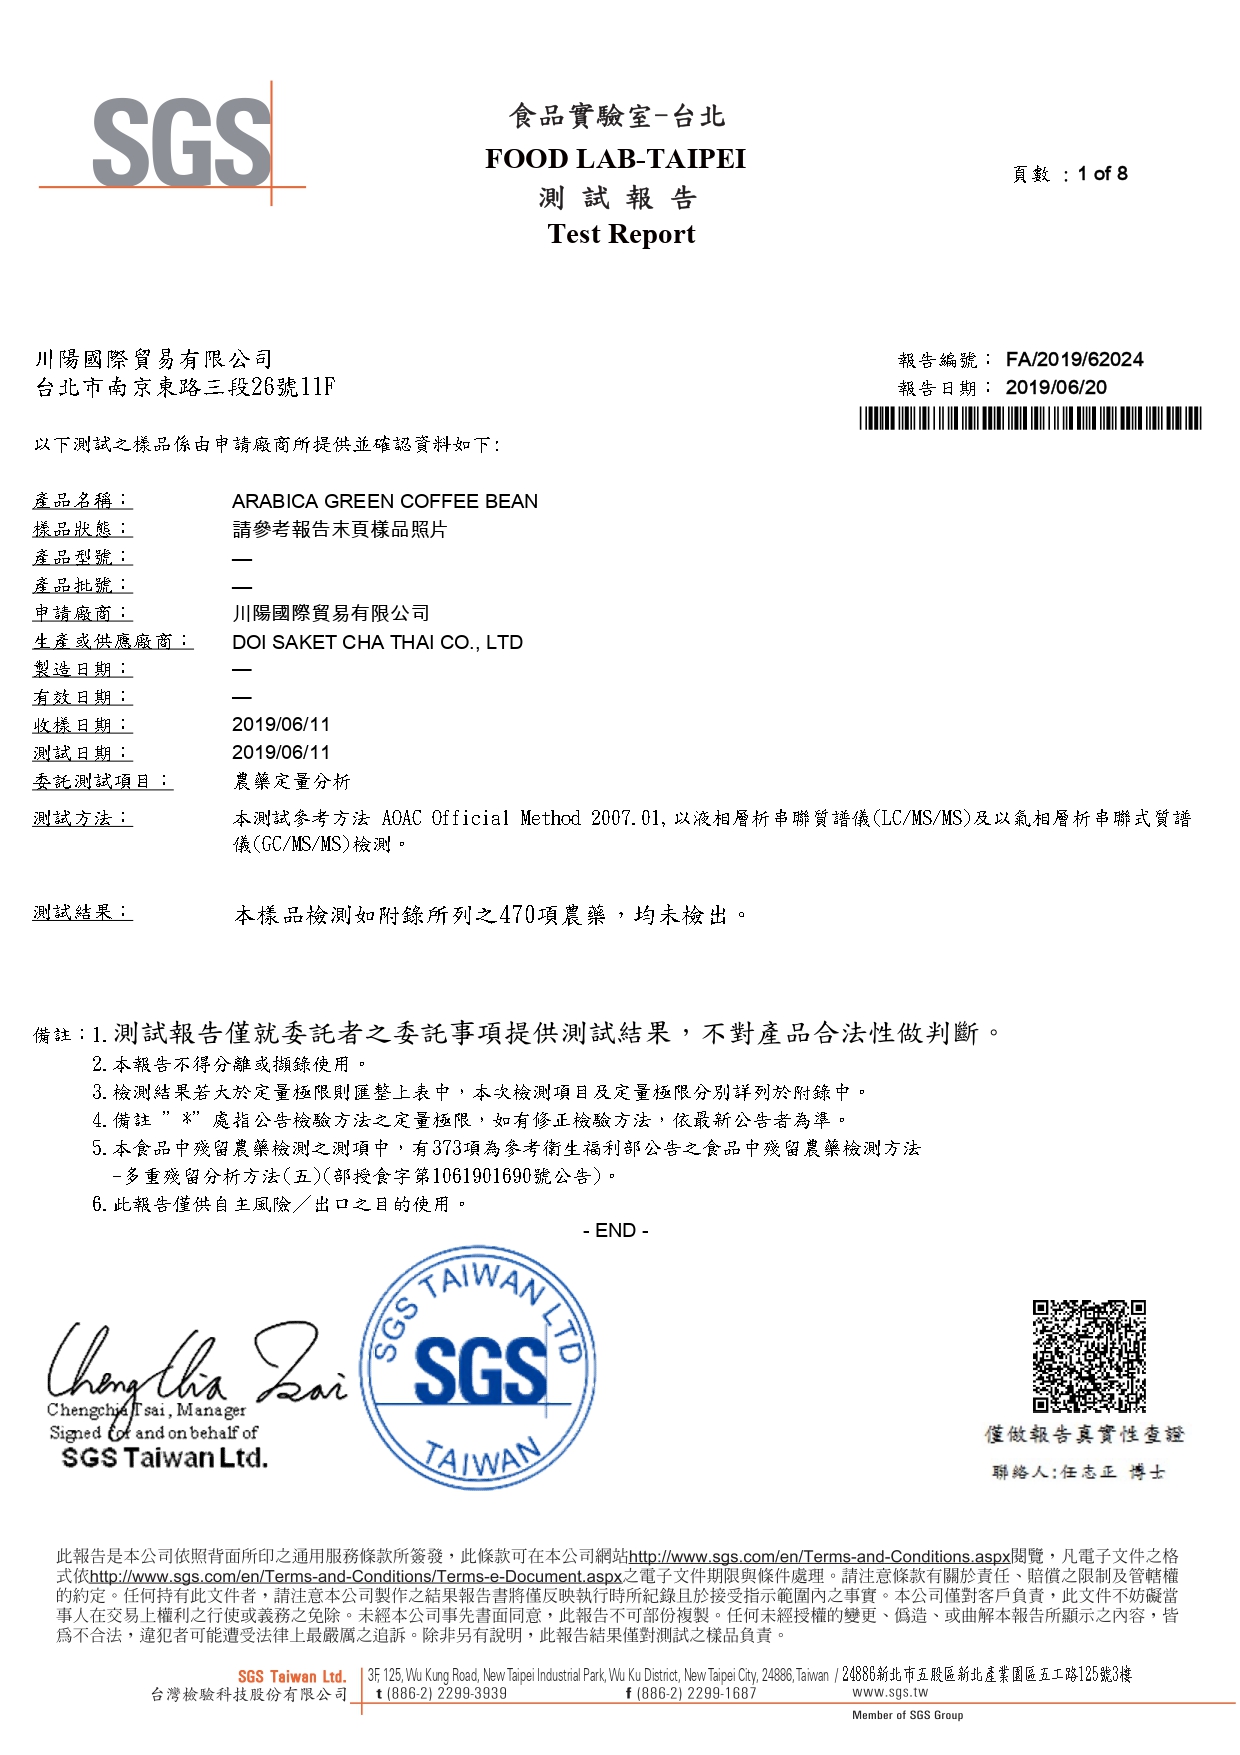 SGS
食品實驗室-台北
FOOD LAB-TAIPEI
測 試 報 告
Test Report
頁數 : 1 of 8
川陽國際貿易有限公司
台北市南京東路三段26號11F
報告編號： FA/2019/62024
報告日期： 2019/06/20
以下測試之樣品係由申請廠商所提供並確認資料如下:
產品名稱： ARABICA GREEN COFFEE BEAN
樣品狀態： 請參考報告末頁樣品照片
產品型號： —
產品批號： —
申請廠商： 川陽國際貿易有限公司
生產或供應廠商： DOI SAKET CHA THAI CO., LTD
製造日期： —
有效日期： —
收樣日期： 2019/06/11
測試日期： 2019/06/11
委託測試項目： 農藥定量分析
測試方法： 本測試參考方法 AOAC Official Method 2007.01, 以液相層析串聯質譜儀(LC/MS/MS)及以氣相層析串聯式質譜
儀(GC/MS/MS)檢測。
測試結果： 本樣品檢測如附錄所列之470項農藥，均未檢出。
備註：1. 測試報告僅就委託者之委託事項提供測試結果，不對產品合法性做判斷。
2. 本報告不得分離或擷錄使用。
3. 檢測結果若大於定量極限則匯整上表中，本次檢測項目及定量極限分別詳列於附錄中。
4. 備註 ” *” 處指公告檢驗方法之定量極限，如有修正檢驗方法，依最新公告者為準。
5. 本食品中殘留農藥檢測之測項中，有373項為參考衛生福利部公告之食品中殘留農藥檢測方法
-多重殘留分析方法(五)(部授食字第1061901690號公告)。
6. 此報告僅供自主風險／出口之目的使用。
- END -
Chengchia Tsai
Chengchia Tsai, Manager
Signed for and on behalf of
SGS Taiwan Ltd.
SGS TAIWAN LTD
SGS
TAIWAN
僅做報告真實性查證
聯絡人:任志正 博士
此報告是本公司依照背面所印之通用服務條款所簽發，此條款可在本公司網站http://www.sgs.com/en/Terms-and-Conditions.aspx閱覽，凡電子文件之格
式依http://www.sgs.com/en/Terms-and-Conditions/Terms-e-Document.aspx之電子文件期限與條件處理。請注意條款有關於責任、賠償之限制及管轄權
的約定。任何持有此文件者，請注意本公司製作之結果報告書將僅反映執行時所紀錄且於接受指示範圍內之事實。本公司僅對客戶負責，此文件不妨礙當
事人在交易上權利之行使或義務之免除。未經本公司事先書面同意，此報告不可部份複製。任何未經授權的變更、偽造、或曲解本報告所顯示之內容，皆
爲不合法，違犯者可能遭受法律上最嚴厲之追訴。除非另有說明，此報告結果僅對測試之樣品負責。
SGS Taiwan Ltd. 3F, 125, Wu Kung Road, New Taipei Industrial Park, Wu Ku District, New Taipei City, 24886, Taiwan / 24886新北市五股區新北產業園區五工路125號3樓
台灣檢驗科技股份有限公司 t (886-2) 2299-3939 f (886-2) 2299-1687 www.sgs.tw
Member of SGS Group